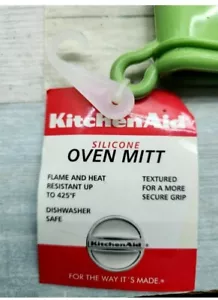 KitchenAid
SILICONE
OVEN MITT
FLAME AND HEAT
RESISTANT UP
TO 425°F
DISHWASHER
SAFE
TEXTURED
FOR A MORE
SECURE GRIP
KitchenAid
FOR THE WAY IT'S MADE.®